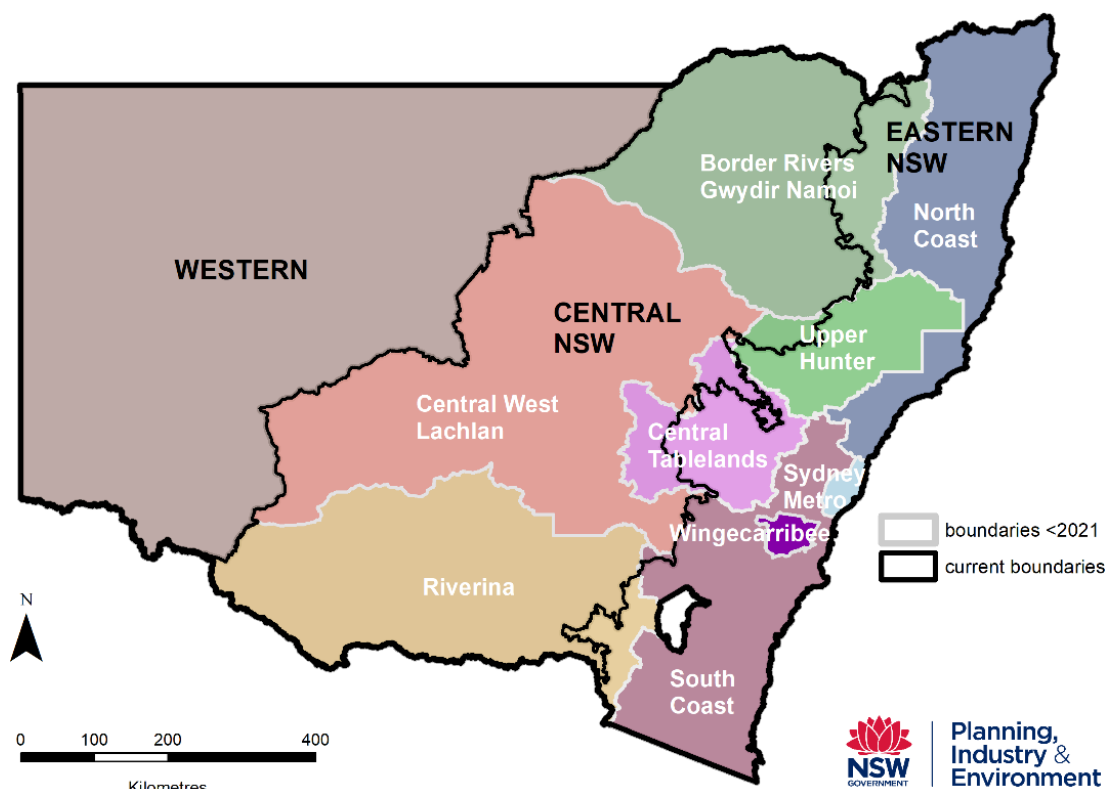 EASTERN
NSW
Border Rivers
Gwydir Namoi
North
Coast
WESTERN
CENTRAL
NSW
Upper
Hunter
Central West
Lachlan
Central
Tablelands
Sydney
Metro
Wingecarribee
boundaries <2021
current boundaries
Riverina
N
South
Coast
0 100 200 400
Kilometres
NSW
GOVERNMENT
Planning,
Industry &
Environment